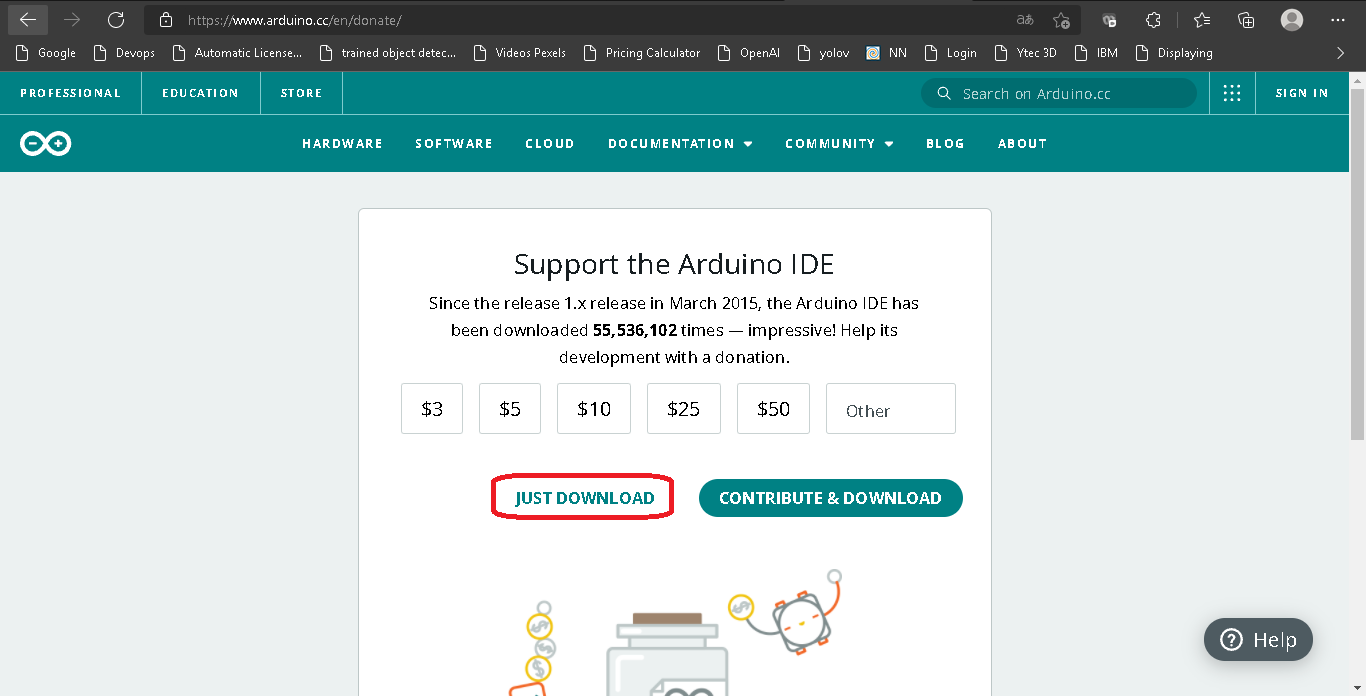 https://www.arduino.cc/en/donate/
Google Devops Automatic License... trained object detec... Videos Pexels Pricing Calculator OpenAI yolov NN Login Ytec 3D IBM Displaying
PROFESSIONAL EDUCATION STORE Search on Arduino.cc SIGN IN
HARDWARE SOFTWARE CLOUD DOCUMENTATION COMMUNITY BLOG ABOUT
Support the Arduino IDE
Since the release 1.x release in March 2015, the Arduino IDE has
been downloaded 55,536,102 times — impressive! Help its
development with a donation.
$3 $5 $10 $25 $50 Other
JUST DOWNLOAD CONTRIBUTE & DOWNLOAD
Help